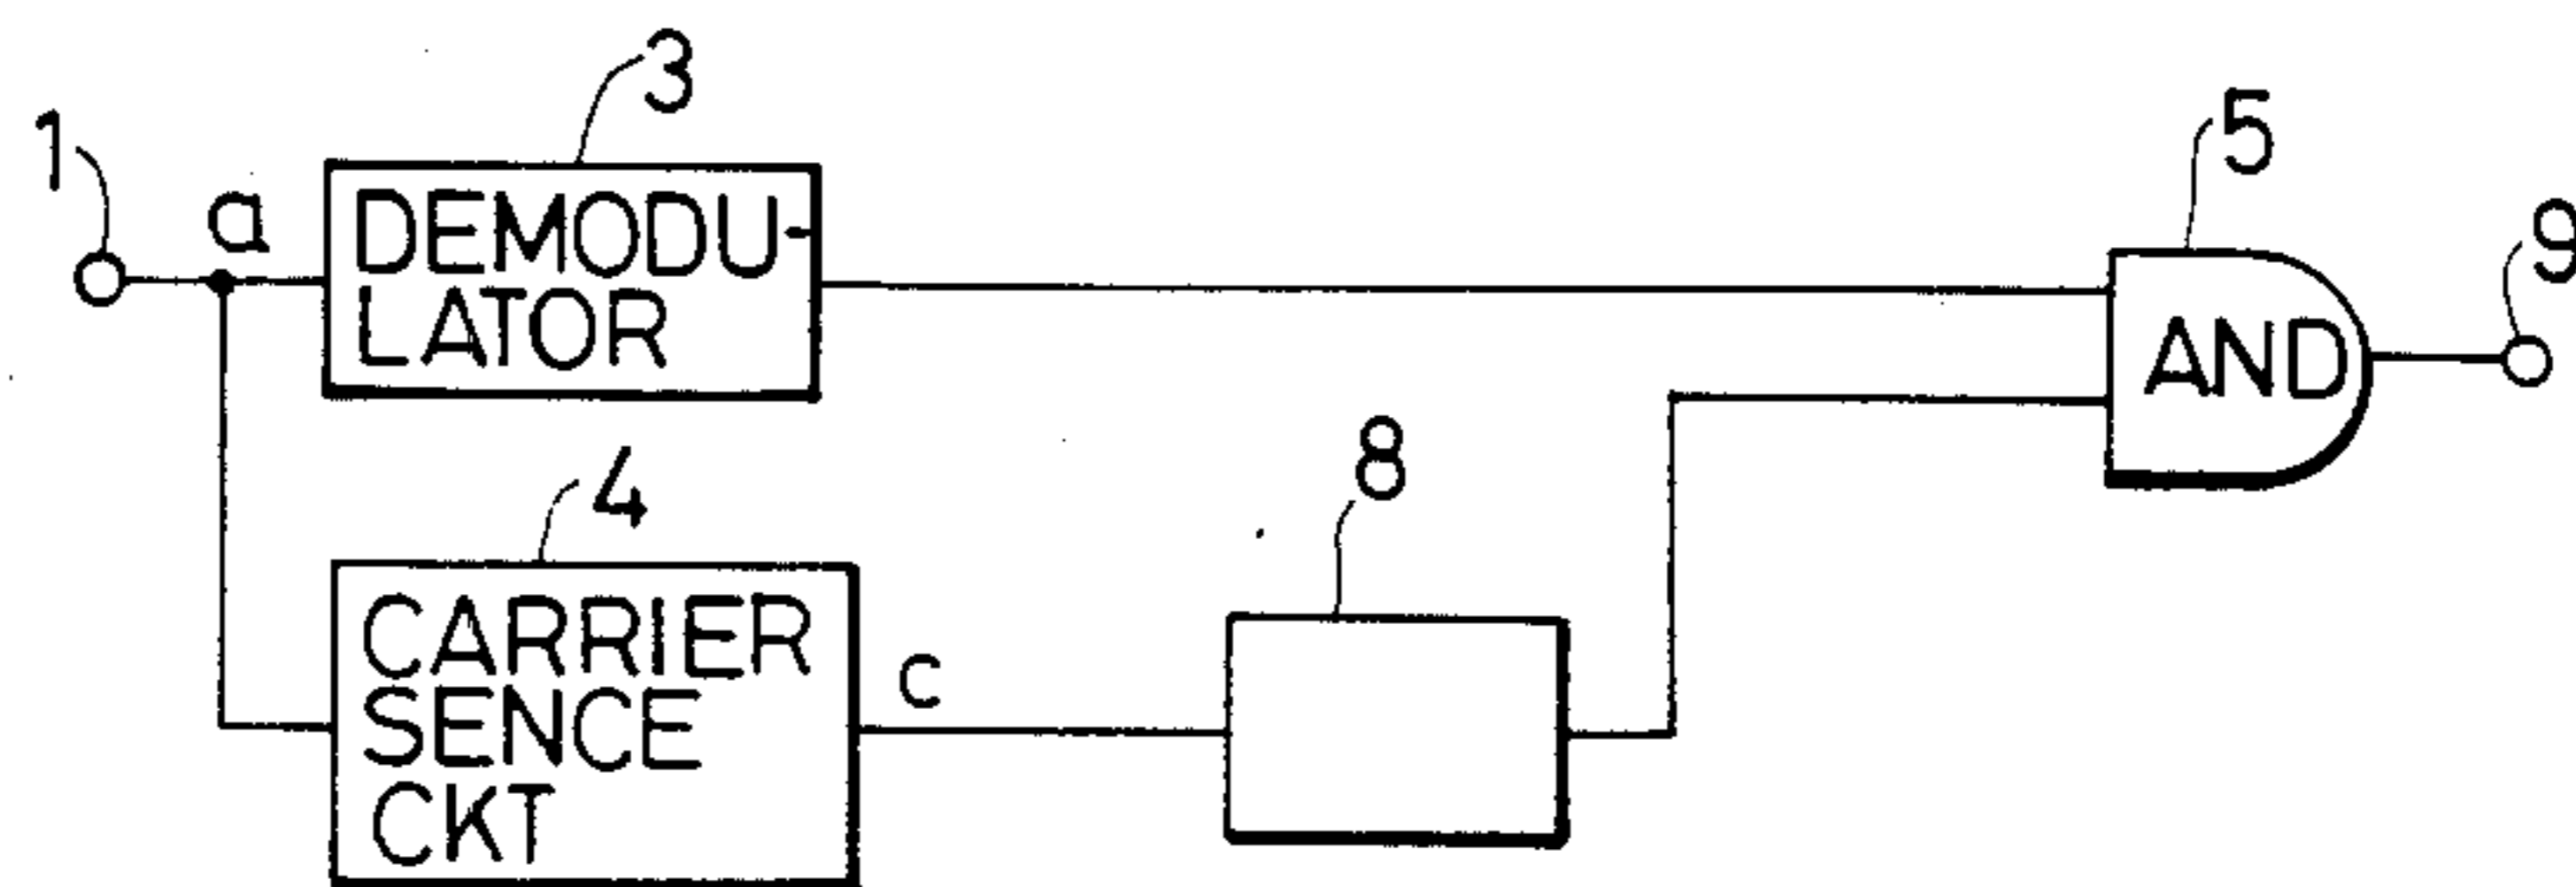 1
a
3
DEMODU-
LATOR
5
AND
9
4
CARRIER
SENCE
CKT
c
8